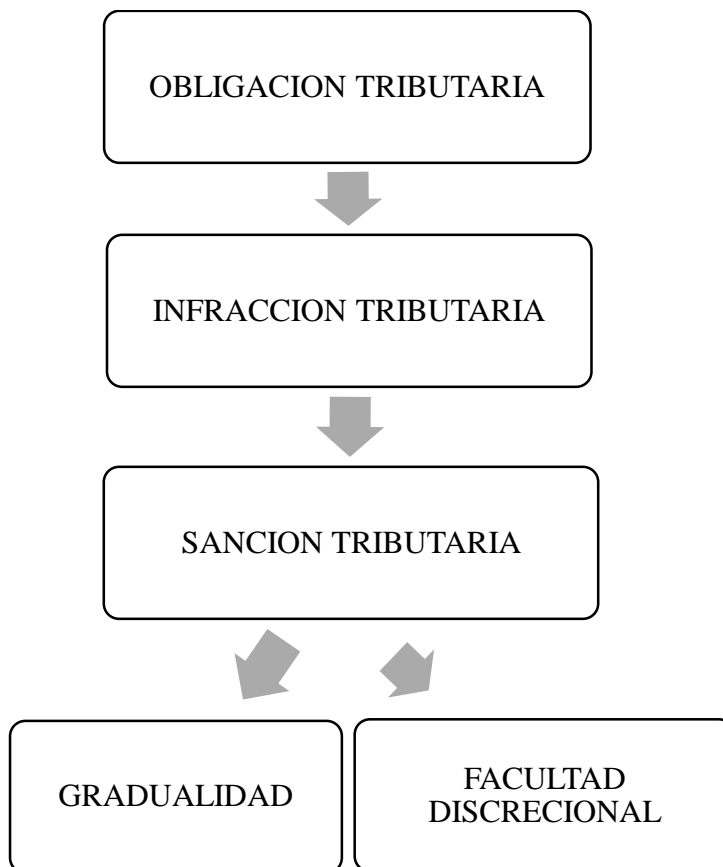 OBLIGACION TRIBUTARIA
INFRACCION TRIBUTARIA
SANCION TRIBUTARIA
GRADUALIDAD
FACULTAD
DISCRECIONAL